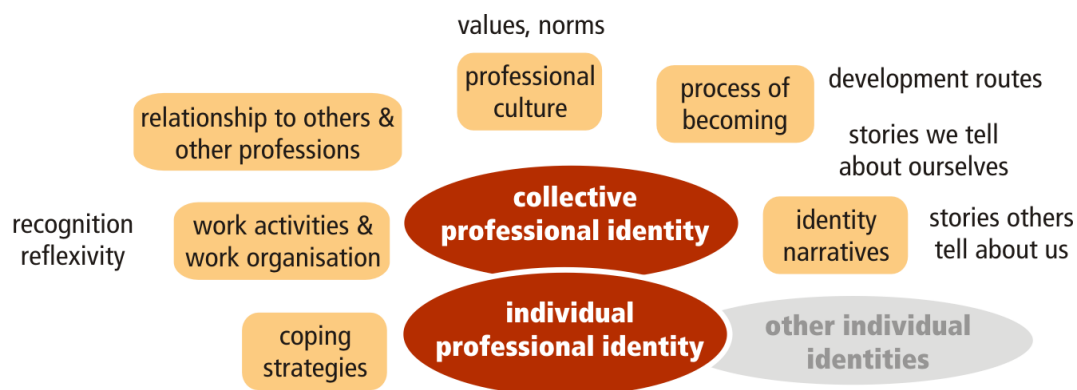 values, norms
professional
culture
process of
becoming
development routes
relationship to others &
other professions
stories we tell
about ourselves
collective
professional identity
recognition
reflexivity
work activities &
work organisation
identity
narratives
stories others
tell about us
individual
professional identity
other individual
identities
coping
strategies